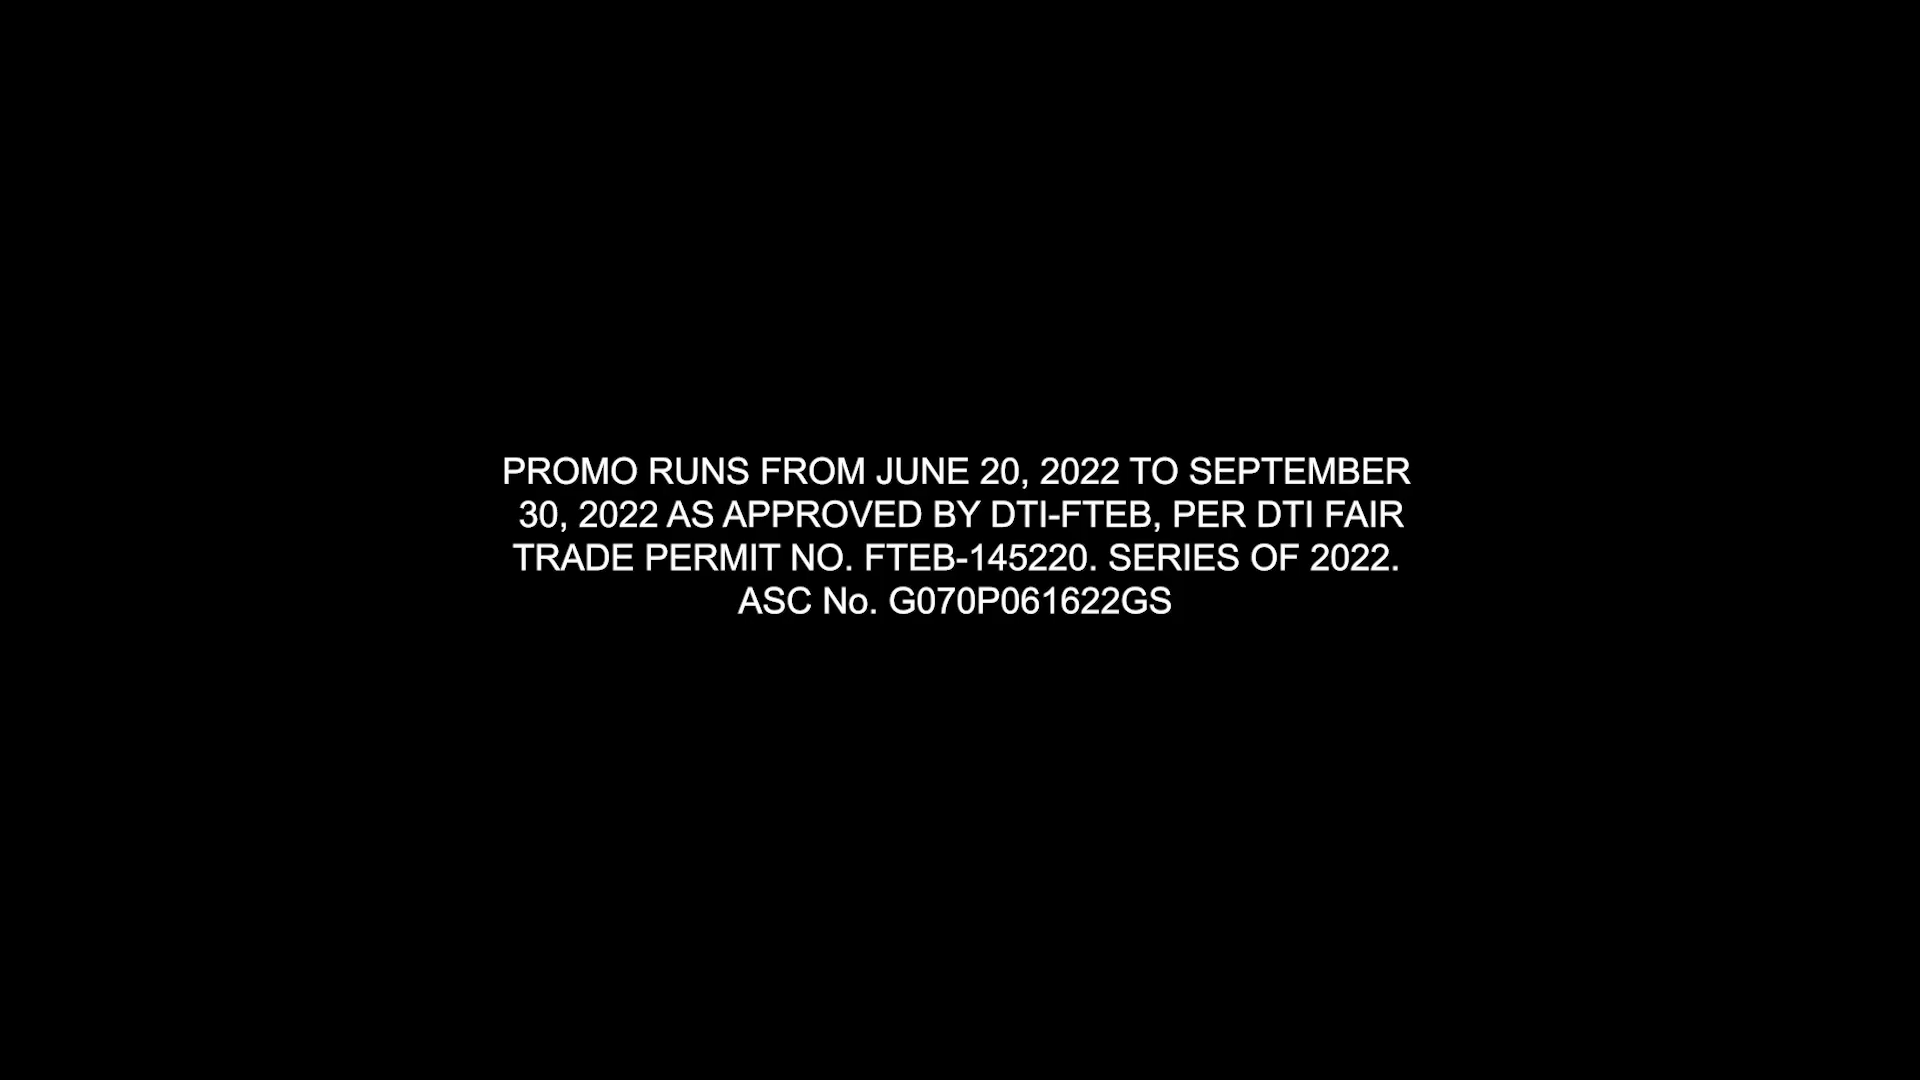 PROMO RUNS FROM JUNE 20, 2022 TO SEPTEMBER
30, 2022 AS APPROVED BY DTI-FTEB, PER DTI FAIR
TRADE PERMIT NO. FTEB-145220. SERIES OF 2022.
ASC No. G070P061622GS